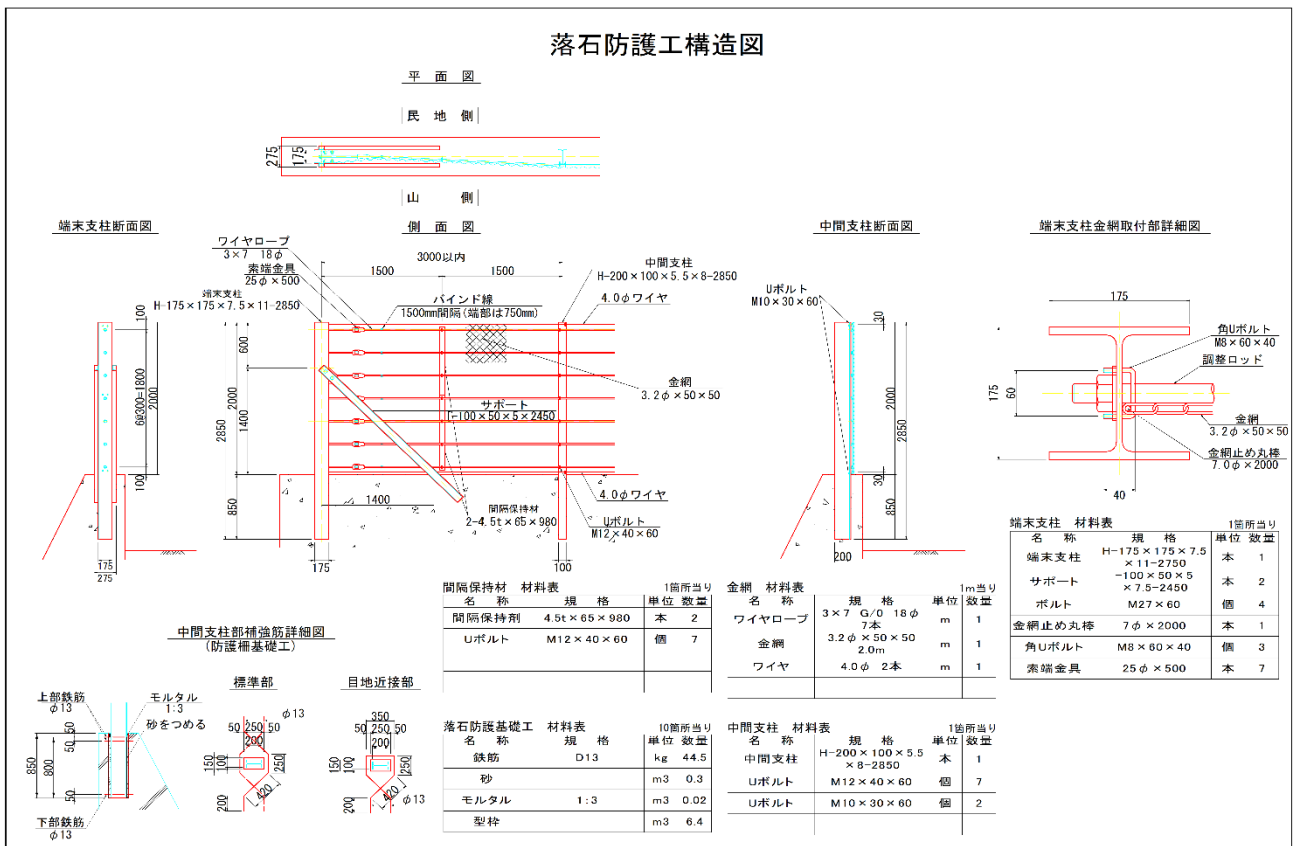 落石防護工構造図
平面図
民地側
275
175
山側
側面図
端末支柱断面図
100
6@300=1800
2000
100
175
275
ワイヤロープ
3×7 18φ
索端金具
25φ×500
端末支柱
H-175×175×7.5×11-2850
3000以内
1500
1500
バインド線
1500mm間隔(端部は750mm)
中間支柱
H-200×100×5.5×8-2850
4.0φワイヤ
600
2000
2850
1400
850
金網
3.2φ×50×50
サポート
-100×50×5×2450
1400
間隔保持材
2-4.5t×65×980
4.0φワイヤ
Uボルト
M12×40×60
175
100
中間支柱断面図
Uボルト
M10×30×60
30
2000
2850
30
850
200
端末支柱金網取付部詳細図
175
角Uボルト
M8×60×40
調整ロッド
175
60
金網
3.2φ×50×50
金網止め丸棒
7.0φ×2000
40
端末支柱 材料表 1箇所当り
名称 規格 単位 数量
端末支柱 H-175×175×7.5×11-2750 本 1
サポート -100×50×5×7.5-2450 本 2
ボルト M27×60 個 4
金網止め丸棒 7φ×2000 本 1
角Uボルト M8×60×40 個 3
索端金具 25φ×500 本 7
間隔保持材 材料表 1箇所当り
名称 規格 単位 数量
間隔保持剤 4.5t×65×980 本 2
Uボルト M12×40×60 個 7
金網 材料表 1m当り
名称 規格 単位 数量
ワイヤロープ 3×7 G/0 18φ 7本 m 1
金網 3.2φ×50×50 2.0m m 1
ワイヤ 4.0φ 2本 m 1
中間支柱部補強筋詳細図
(防護柵基礎工)
上部鉄筋
φ13
モルタル
1:3
砂をつめる
50
50
850
800
50
下部鉄筋
φ13
標準部
φ13
50 250 50
200
150
100
250
420
200
目地近接部
350
50 250 50
200
150
100
250
420
200
φ13
落石防護基礎工 材料表 10箇所当り
名称 規格 単位 数量
鉄筋 D13 kg 44.5
砂 m3 0.3
モルタル 1:3 m3 0.02
型枠 m3 6.4
中間支柱 材料表 1箇所当り
名称 規格 単位 数量
中間支柱 H-200×100×5.5×8-2850 本 1
Uボルト M12×40×60 個 7
Uボルト M10×30×60 個 2